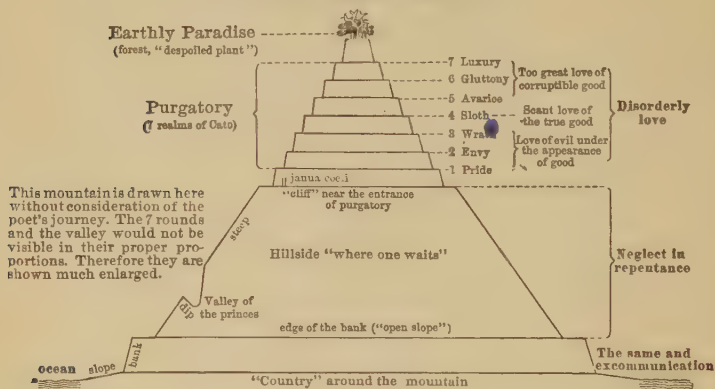 Earthly Paradise
(forest, "despoiled plant")
7 Luxury
6 Gluttony
Too great love of
corruptible good
5 Avarice
Purgatory
(7 realms of Cato)
4 Sloth
Scant love of
the true good
Disorderly
love
3
2 Envy
Love of evil under
the appearance
of good
1 Pride
janua coeli
"cliff" near the entrance
of purgatory
This mountain is drawn here
without consideration of the
poet's journey. The 7 rounds
and the valley would not be
visible in their proper pro-
portions. Therefore they are
shown much enlarged.
steep
Hillside "where one waits"
Neglect in
repentance
dip
Valley of
the princes
edge of the bank ("open slope")
bank
The same and
excommunication
ocean
slope
"Country" around the mountain